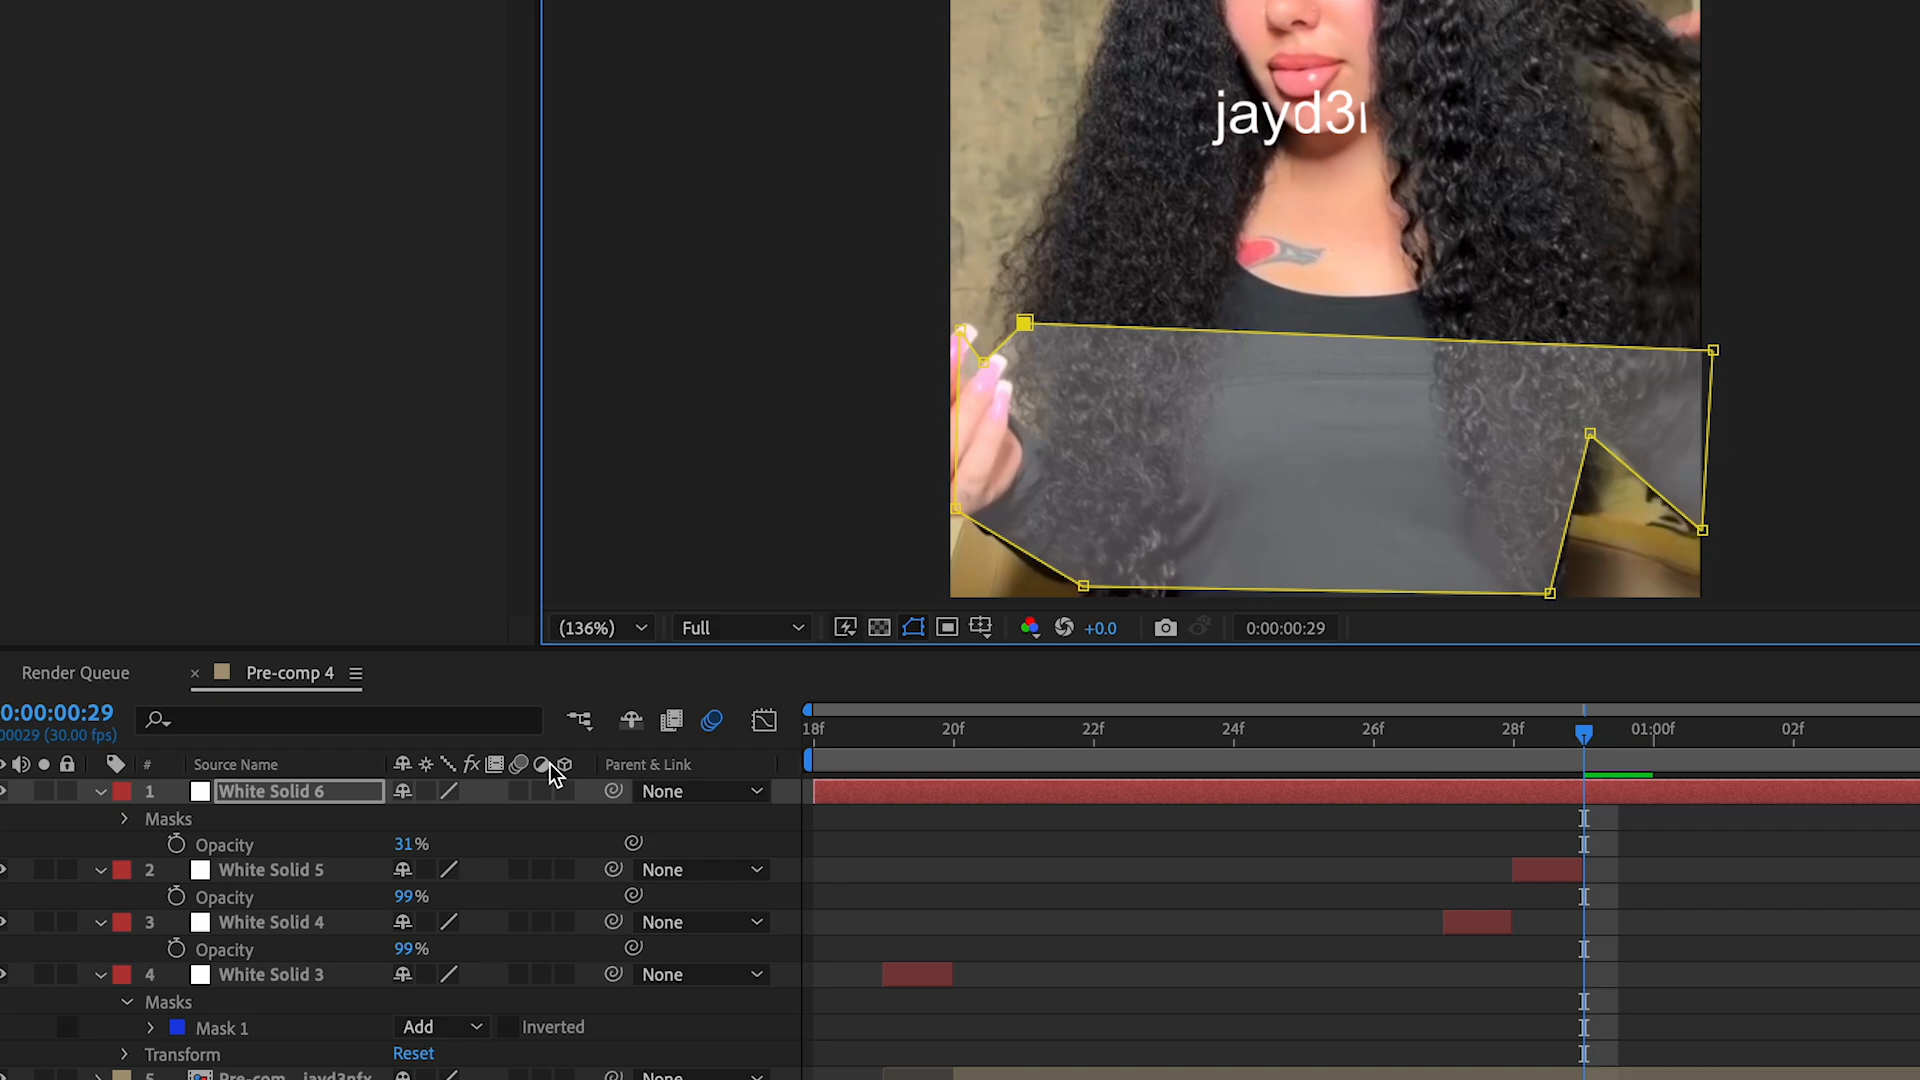 jayd3
(136%) Full +0.0 0:00:00:29
Render Queue × Pre-comp 4
0:00:00:29
00029 (30.00 fps)
18f 20f 22f 24f 26f 28f 01:00f 02f
# Source Name fx Parent & Link
1 White Solid 6 None
Masks
Opacity 31%
2 White Solid 5 None
Opacity 99%
3 White Solid 4 None
Opacity 99%
4 White Solid 3 None
Masks
Mask 1 Add Inverted
Transform Reset